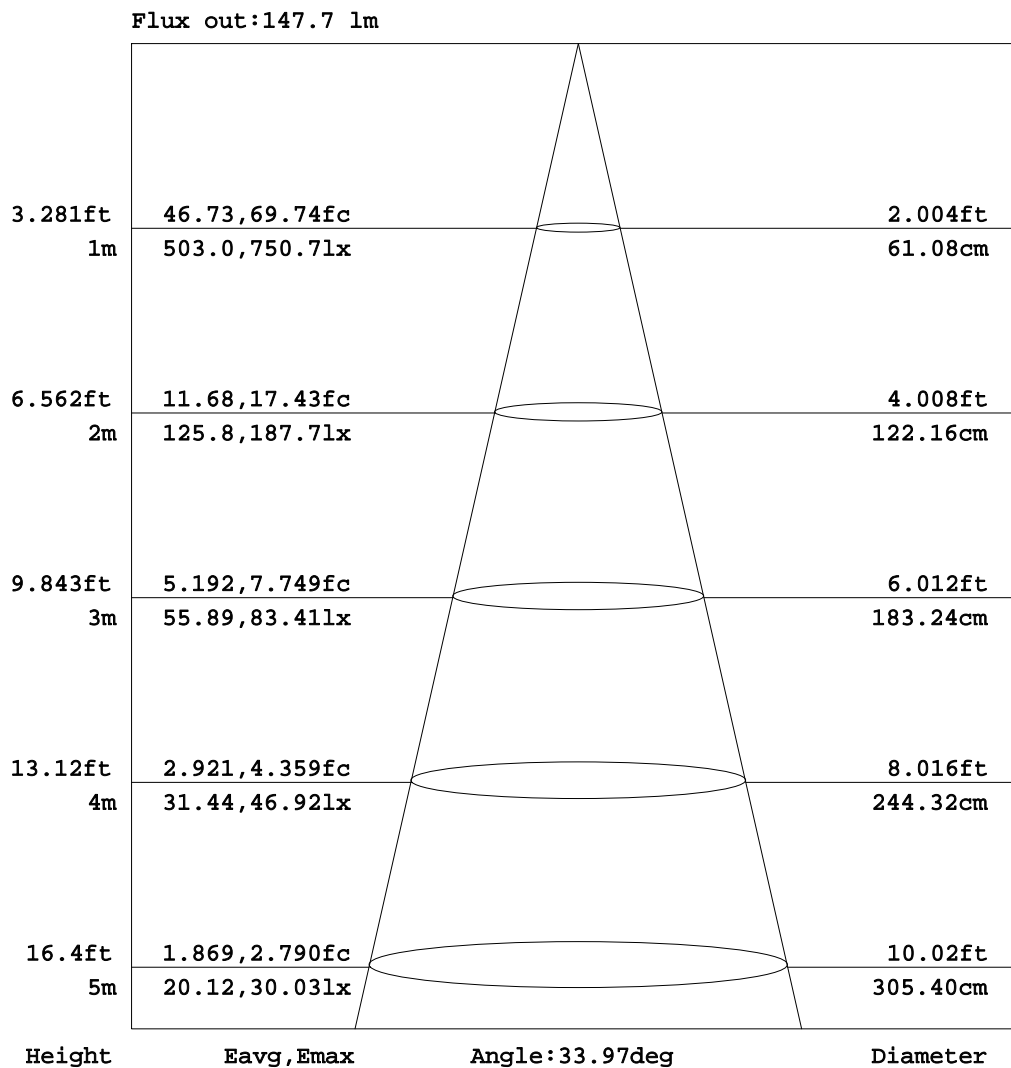 Flux out:147.7 lm
3.281ft 46.73,69.74fc 2.004ft
1m 503.0,750.7lx 61.08cm
6.562ft 11.68,17.43fc 4.008ft
2m 125.8,187.7lx 122.16cm
9.843ft 5.192,7.749fc 6.012ft
3m 55.89,83.41lx 183.24cm
13.12ft 2.921,4.359fc 8.016ft
4m 31.44,46.92lx 244.32cm
16.4ft 1.869,2.790fc 10.02ft
5m 20.12,30.03lx 305.40cm
Height Eavg,Emax Angle:33.97deg Diameter